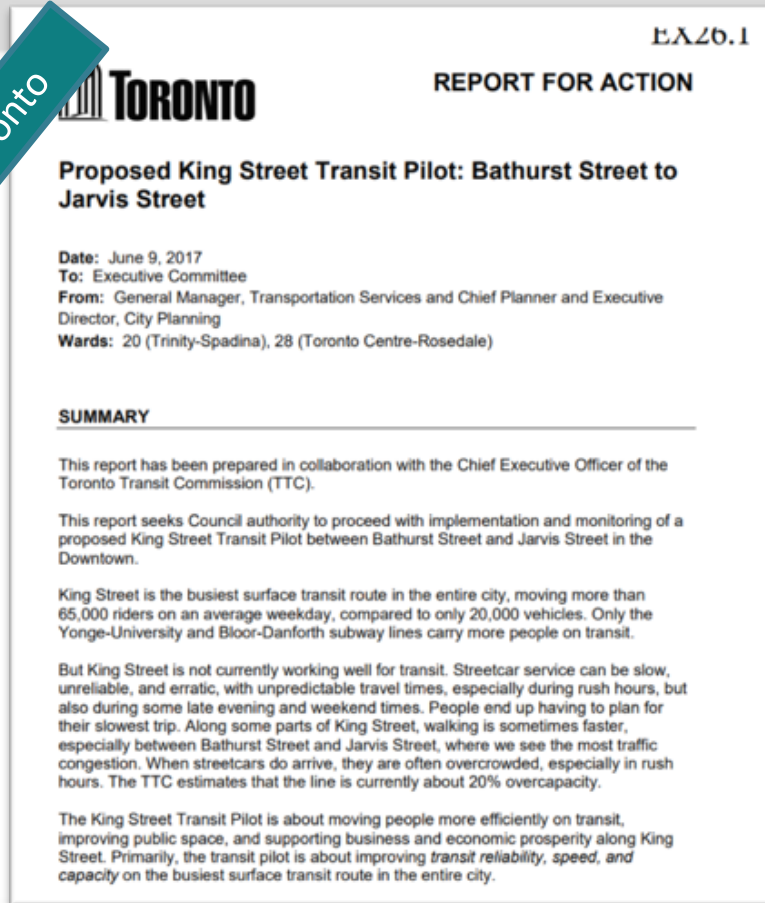 onto
EX26.1
TORONTO
REPORT FOR ACTION
Proposed King Street Transit Pilot: Bathurst Street to
Jarvis Street
Date: June 9, 2017
To: Executive Committee
From: General Manager, Transportation Services and Chief Planner and Executive
Director, City Planning
Wards: 20 (Trinity-Spadina), 28 (Toronto Centre-Rosedale)
SUMMARY
This report has been prepared in collaboration with the Chief Executive Officer of the
Toronto Transit Commission (TTC).
This report seeks Council authority to proceed with implementation and monitoring of a
proposed King Street Transit Pilot between Bathurst Street and Jarvis Street in the
Downtown.
King Street is the busiest surface transit route in the entire city, moving more than
65,000 riders on an average weekday, compared to only 20,000 vehicles. Only the
Yonge-University and Bloor-Danforth subway lines carry more people on transit.
But King Street is not currently working well for transit. Streetcar service can be slow,
unreliable, and erratic, with unpredictable travel times, especially during rush hours, but
also during some late evening and weekend times. People end up having to plan for
their slowest trip. Along some parts of King Street, walking is sometimes faster,
especially between Bathurst Street and Jarvis Street, where we see the most traffic
congestion. When streetcars do arrive, they are often overcrowded, especially in rush
hours. The TTC estimates that the line is currently about 20% overcapacity.
The King Street Transit Pilot is about moving people more efficiently on transit,
improving public space, and supporting business and economic prosperity along King
Street. Primarily, the transit pilot is about improving transit reliability, speed, and
capacity on the busiest surface transit route in the entire city.